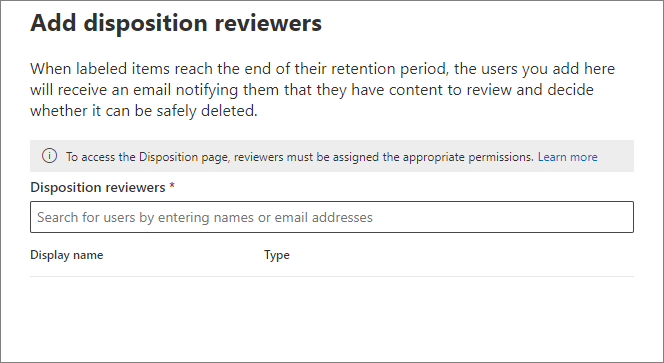 Add disposition reviewers
When labeled items reach the end of their retention period, the users you add here
will receive an email notifying them that they have content to review and decide
whether it can be safely deleted.
To access the Disposition page, reviewers must be assigned the appropriate permissions. Learn more
Disposition reviewers *
Search for users by entering names or email addresses
Display name Type